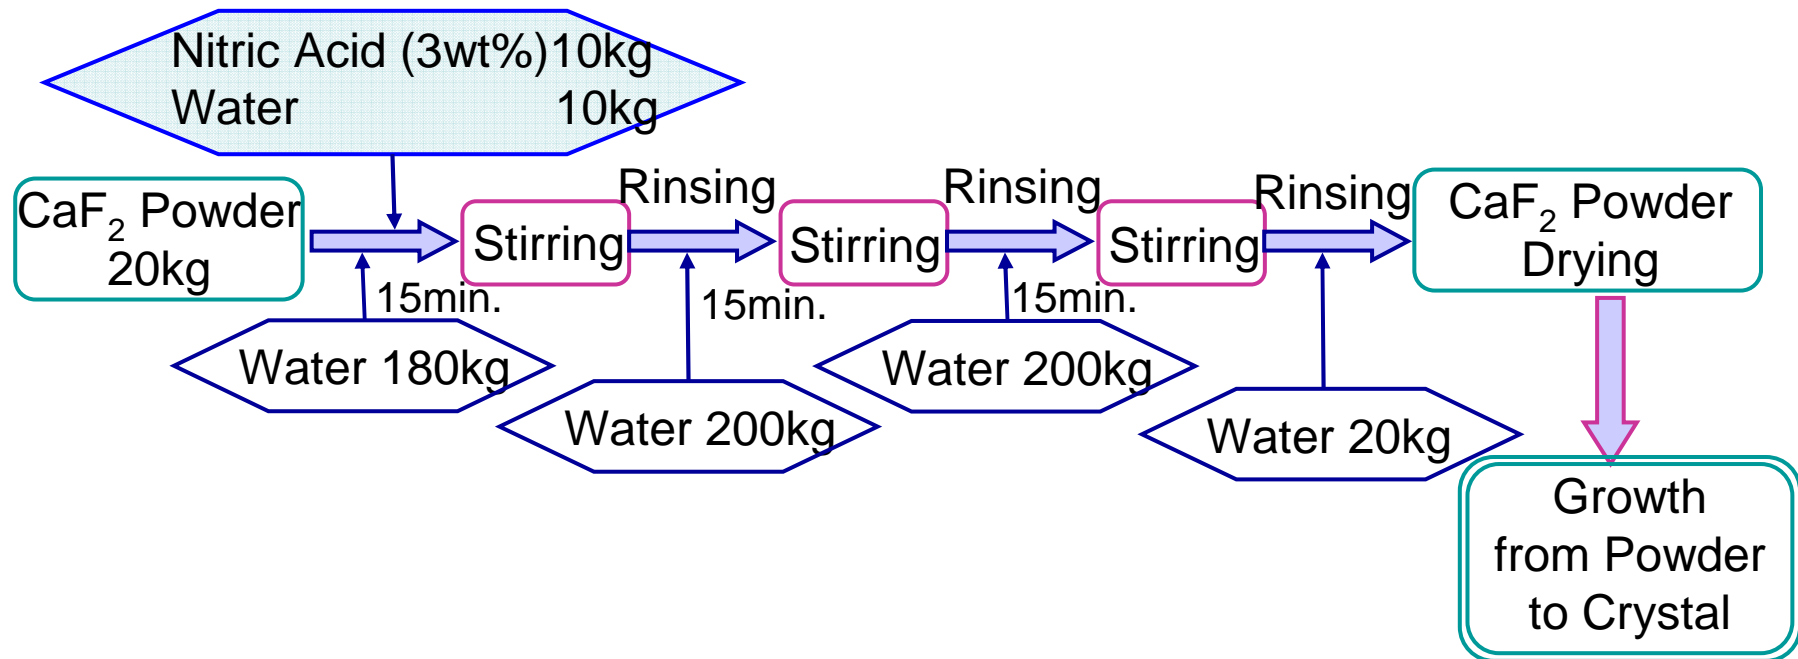 Nitric Acid (3wt%)10kg
Water 10kg
CaF₂ Powder
20kg
15min.
Water 180kg
Stirring
Rinsing
15min.
Water 200kg
Stirring
Rinsing
15min.
Water 200kg
Stirring
Rinsing
Water 20kg
CaF₂ Powder
Drying
Growth
from Powder
to Crystal